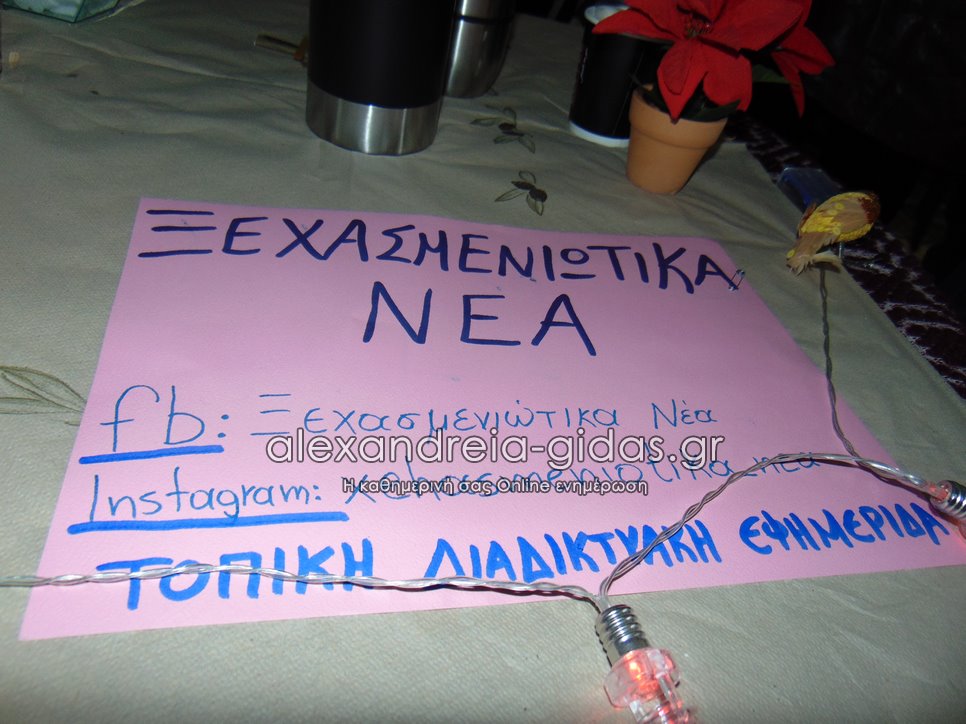 ΞΕΧΑΣΜΕΝΙΩΤΙΚΑ
ΝΕΑ
fb: Ξεχασμενιώτικα Νέα
alexandreia-gidas.gr
Instagram:
Η καθημερινή σας Online ενημέρωση
ΤΟΠΙΚΗ ΔΙΑΔΙΚΤΥΑΚΗ ΕΦΗΜΕΡΙΔΑ